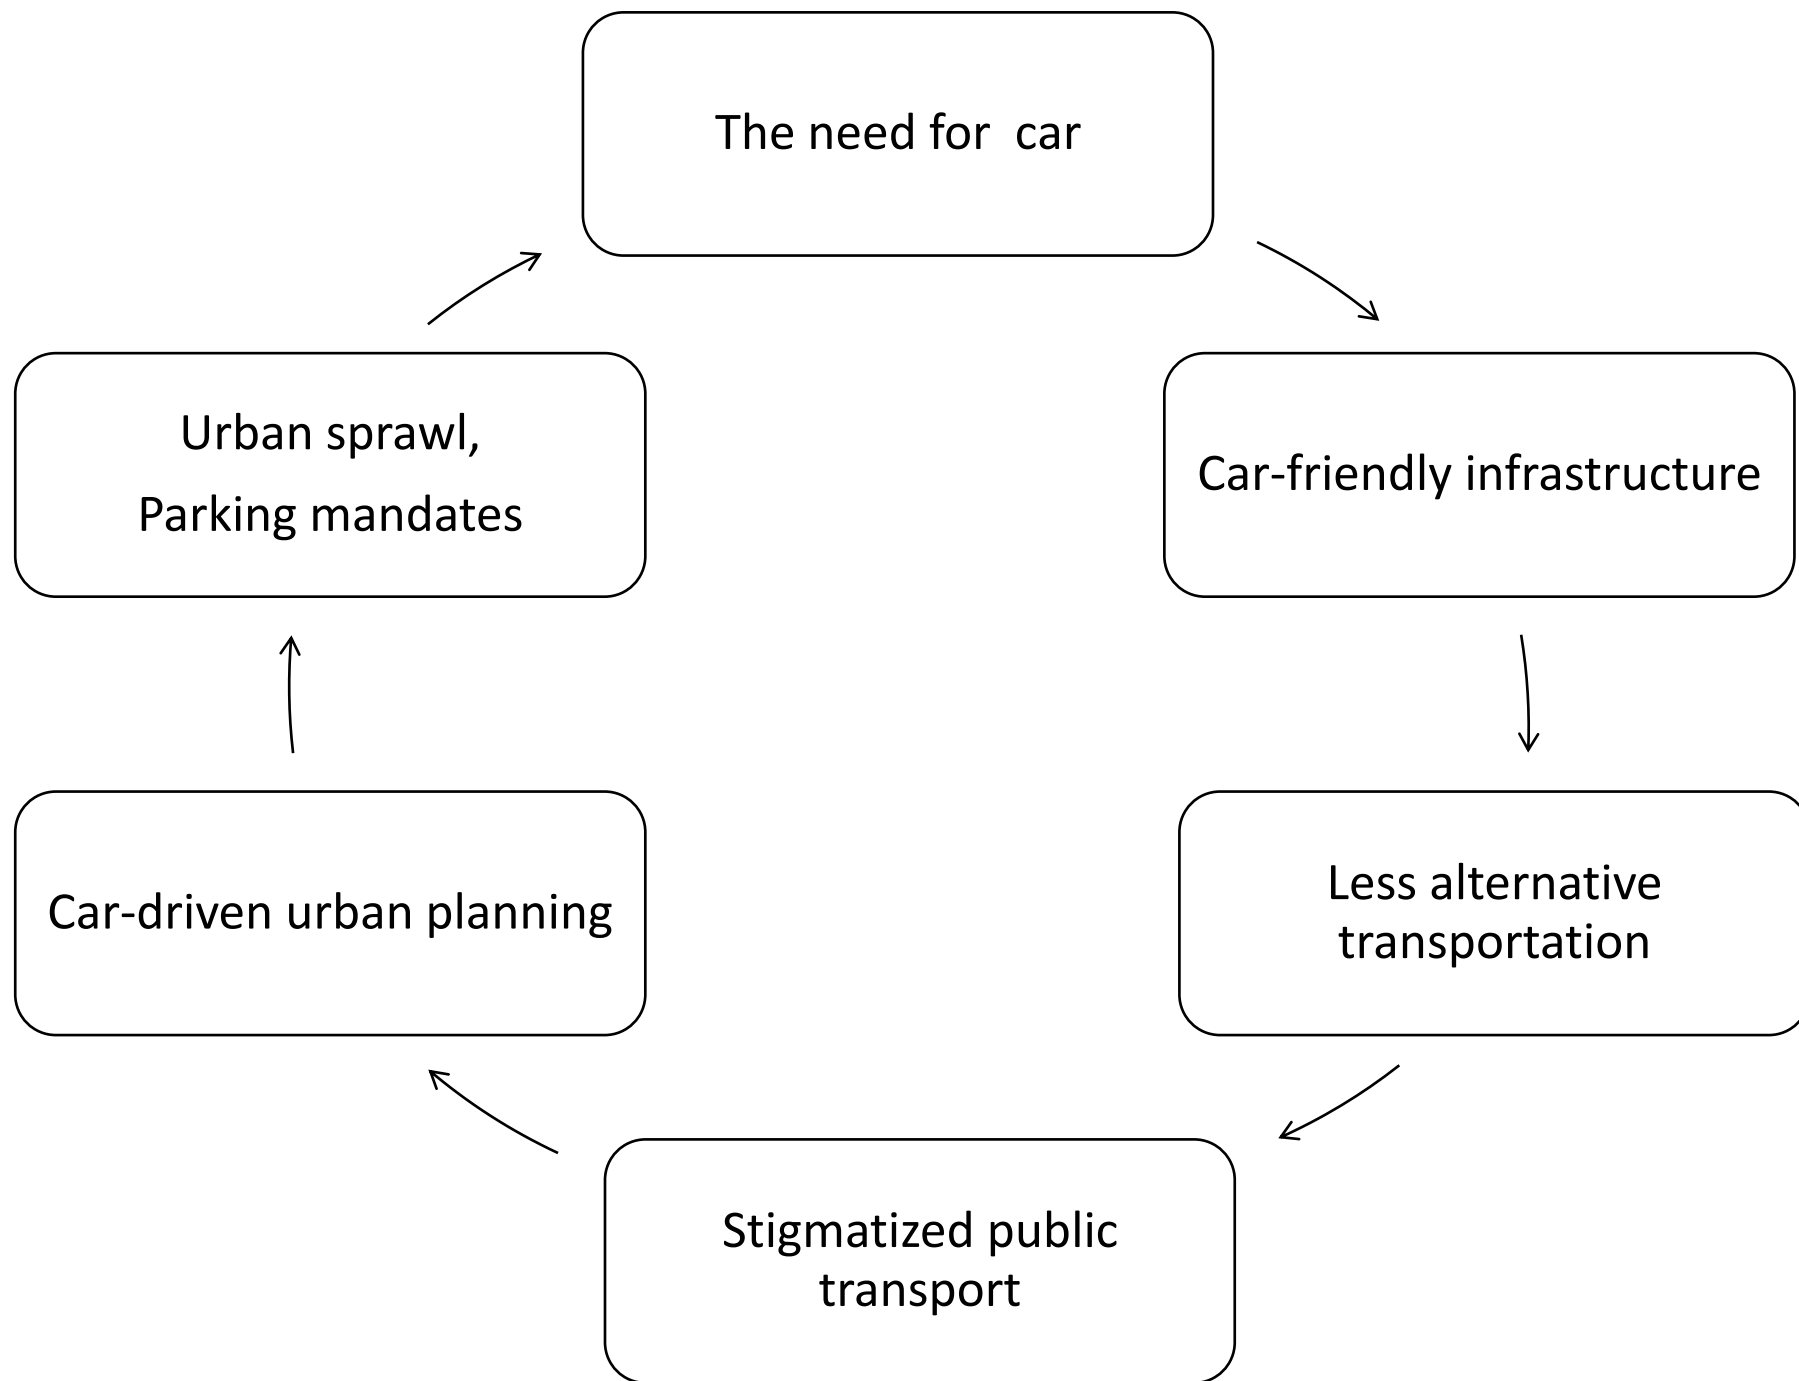 The need for  car
Urban sprawl,
Parking mandates
Car-friendly infrastructure
Car-driven urban planning
Less alternative
transportation
Stigmatized public
transport